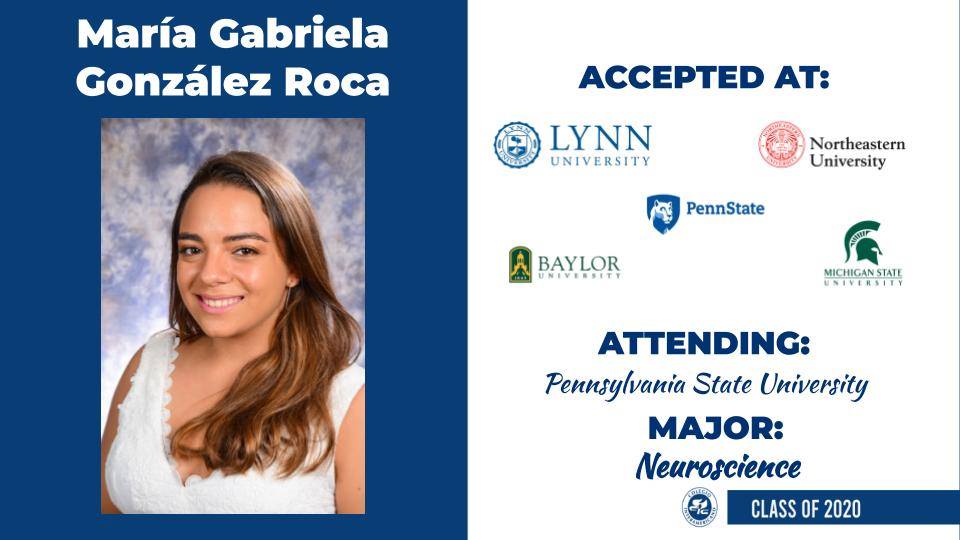 María Gabriela
González Roca
ACCEPTED AT:
LYNN
UNIVERSITY
Northeastern
University
PennState
BAYLOR
UNIVERSITY
MICHIGAN STATE
UNIVERSITY
ATTENDING:
Pennsylvania State University
MAJOR:
Neuroscience
CLASS OF 2020